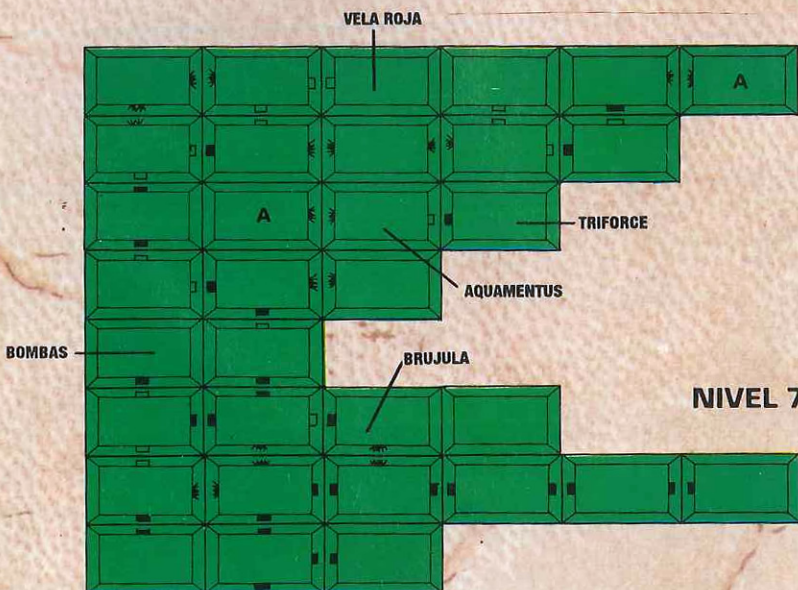 VELA ROJA
A
A
TRIFORCE
AQUAMENTUS
BOMBAS
BRUJULA
NIVEL 7